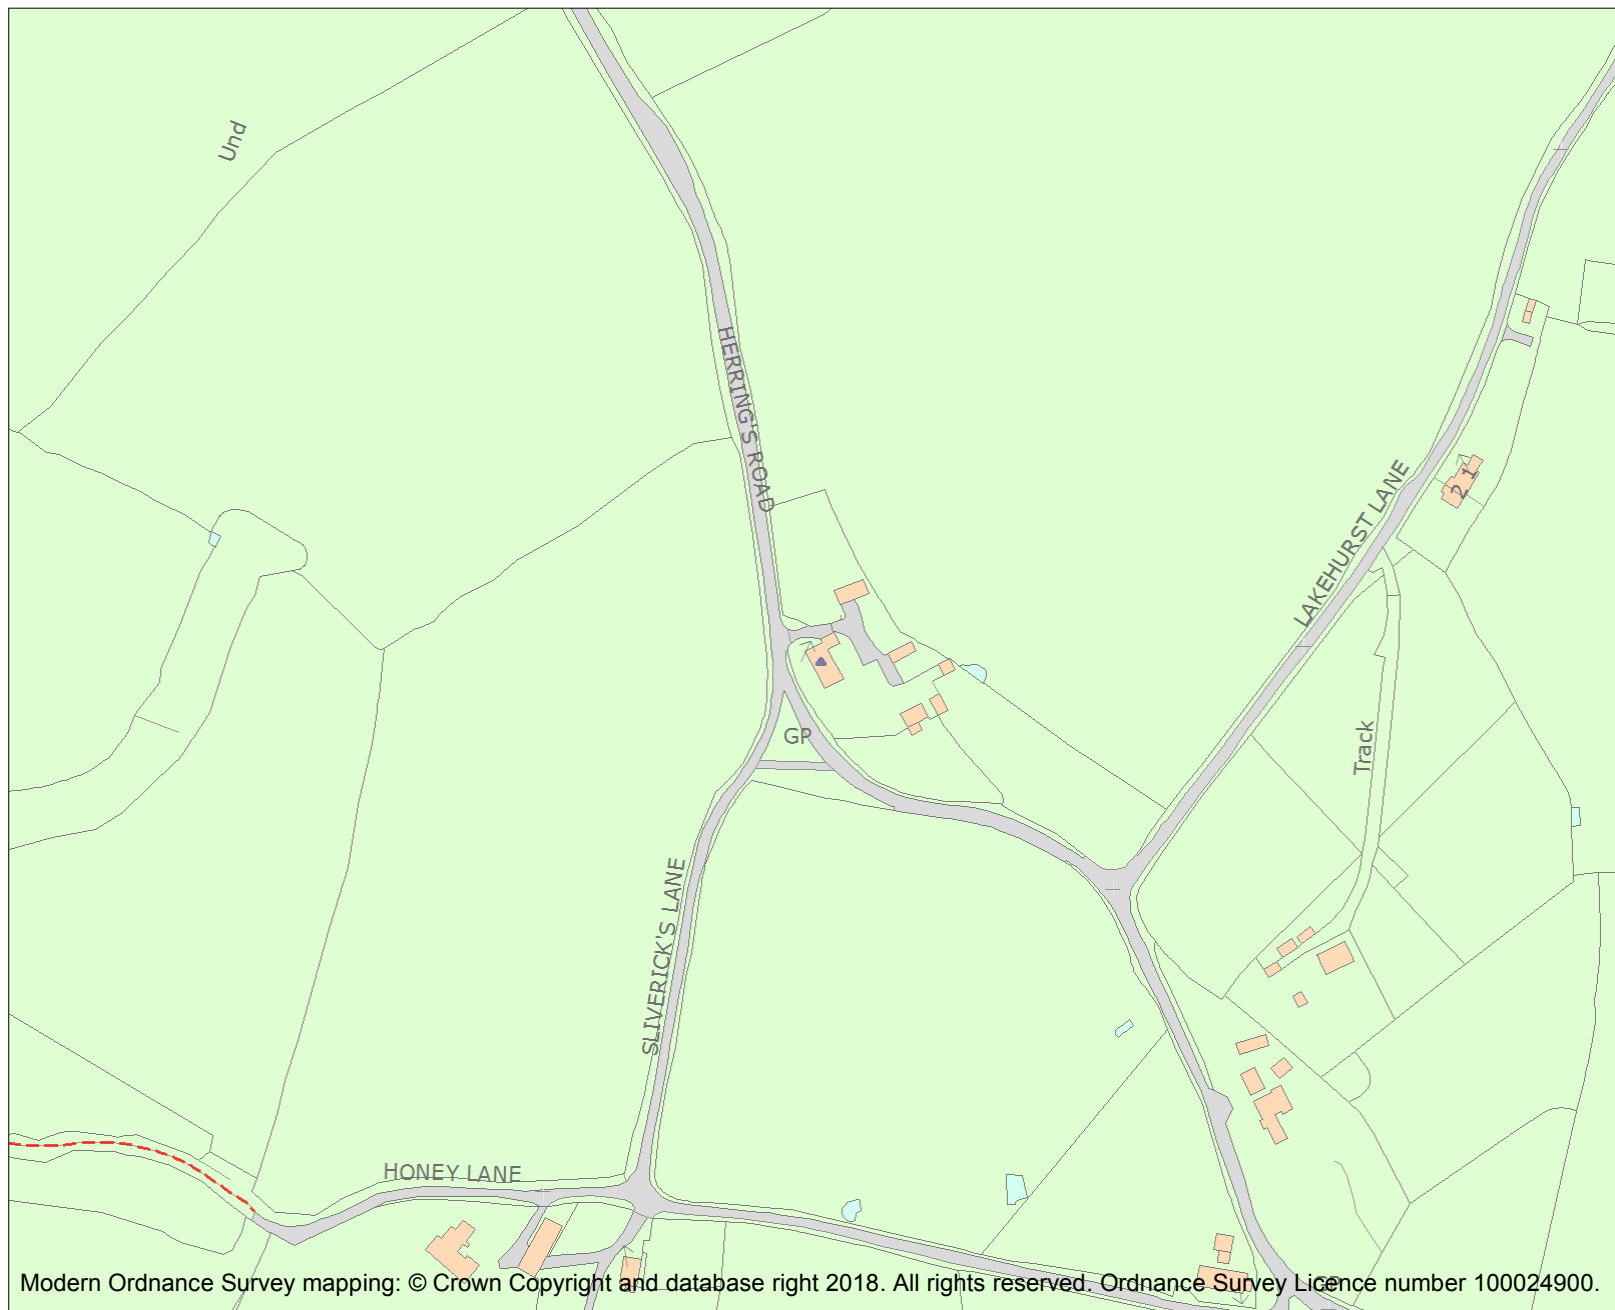 Und
HERRING'S ROAD
LAKEHURST LANE
2 1
GP
Track
SLIVERICK'S LANE
HONEY LANE
GP
Modern Ordnance Survey mapping: © Crown Copyright and database right 2018. All rights reserved. Ordnance Survey Licence number 100024900.